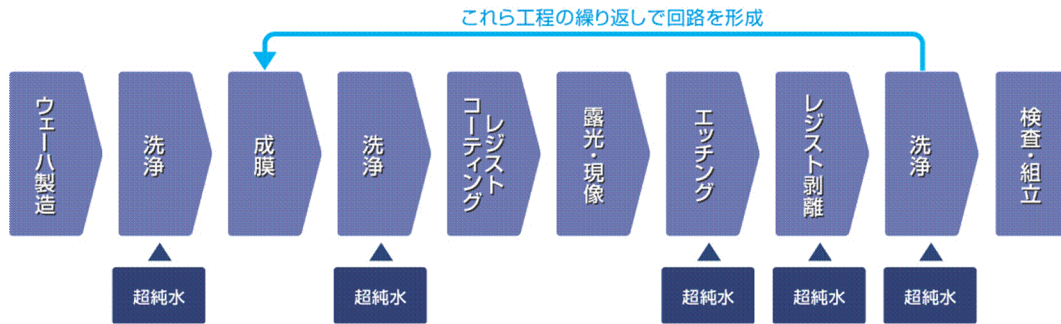 これら工程の繰り返しで回路を形成
ウェーハ製造
洗浄
成膜
洗浄
レジスト
コーティング
露光・現像
エッチング
レジスト剥離
洗浄
検査・組立
超純水
超純水
超純水
超純水
超純水